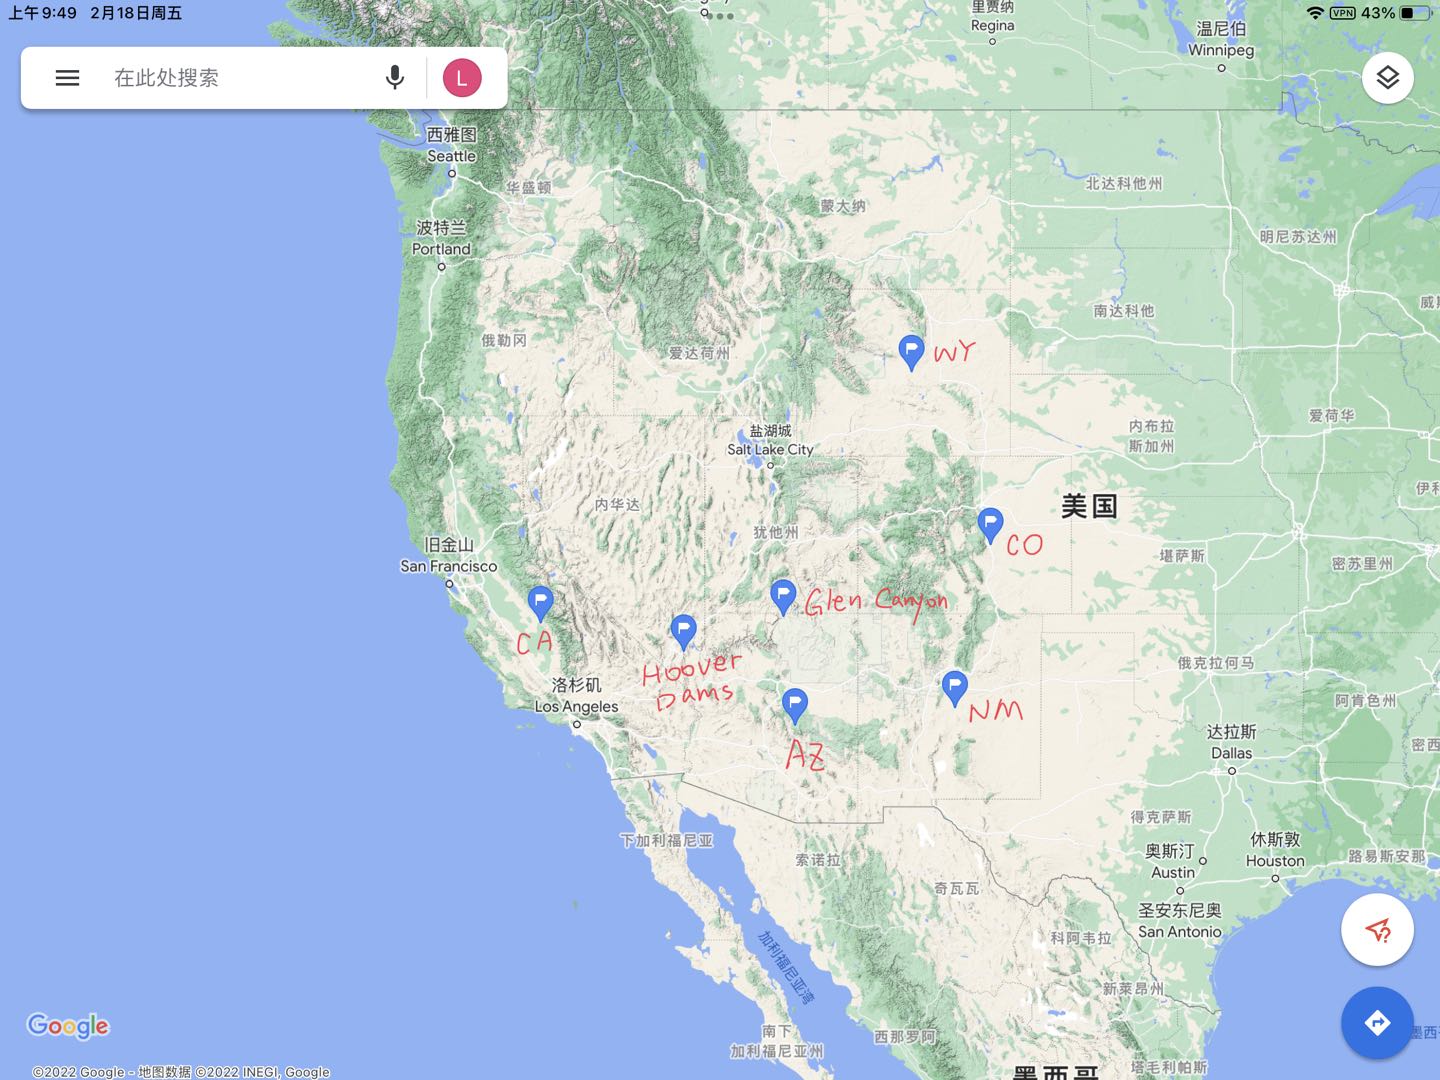 上午9:49 2月18日周五
VPN 43%
在此处搜索
L
里贾纳
Regina
温尼伯
Winnipeg
西雅图
Seattle
华盛顿
北达科他州
蒙大纳
波特兰
Portland
明尼苏达州
南达科他
俄勒冈
爱达荷州
WY
盐湖城
Salt Lake City
内布拉
斯加州
爱荷华
内华达
美国
犹他州
CO
旧金山
San Francisco
堪萨斯
密苏里州
Glen Canyon
CA
Hoover
Dams
洛杉矶
Los Angeles
俄克拉何马
阿肯色州
NM
AZ
达拉斯
Dallas
下加利福尼亚
索诺拉
得克萨斯
奥斯汀
Austin
休斯敦
Houston
路易斯安那
奇瓦瓦
圣安东尼奥
San Antonio
科阿韦拉
加利福尼亚湾
新莱昂州
Google
南下
加利福尼亚州
西那罗阿
墨西哥
塔毛利帕斯
©2022 Google - 地图数据 ©2022 INEGI, Google